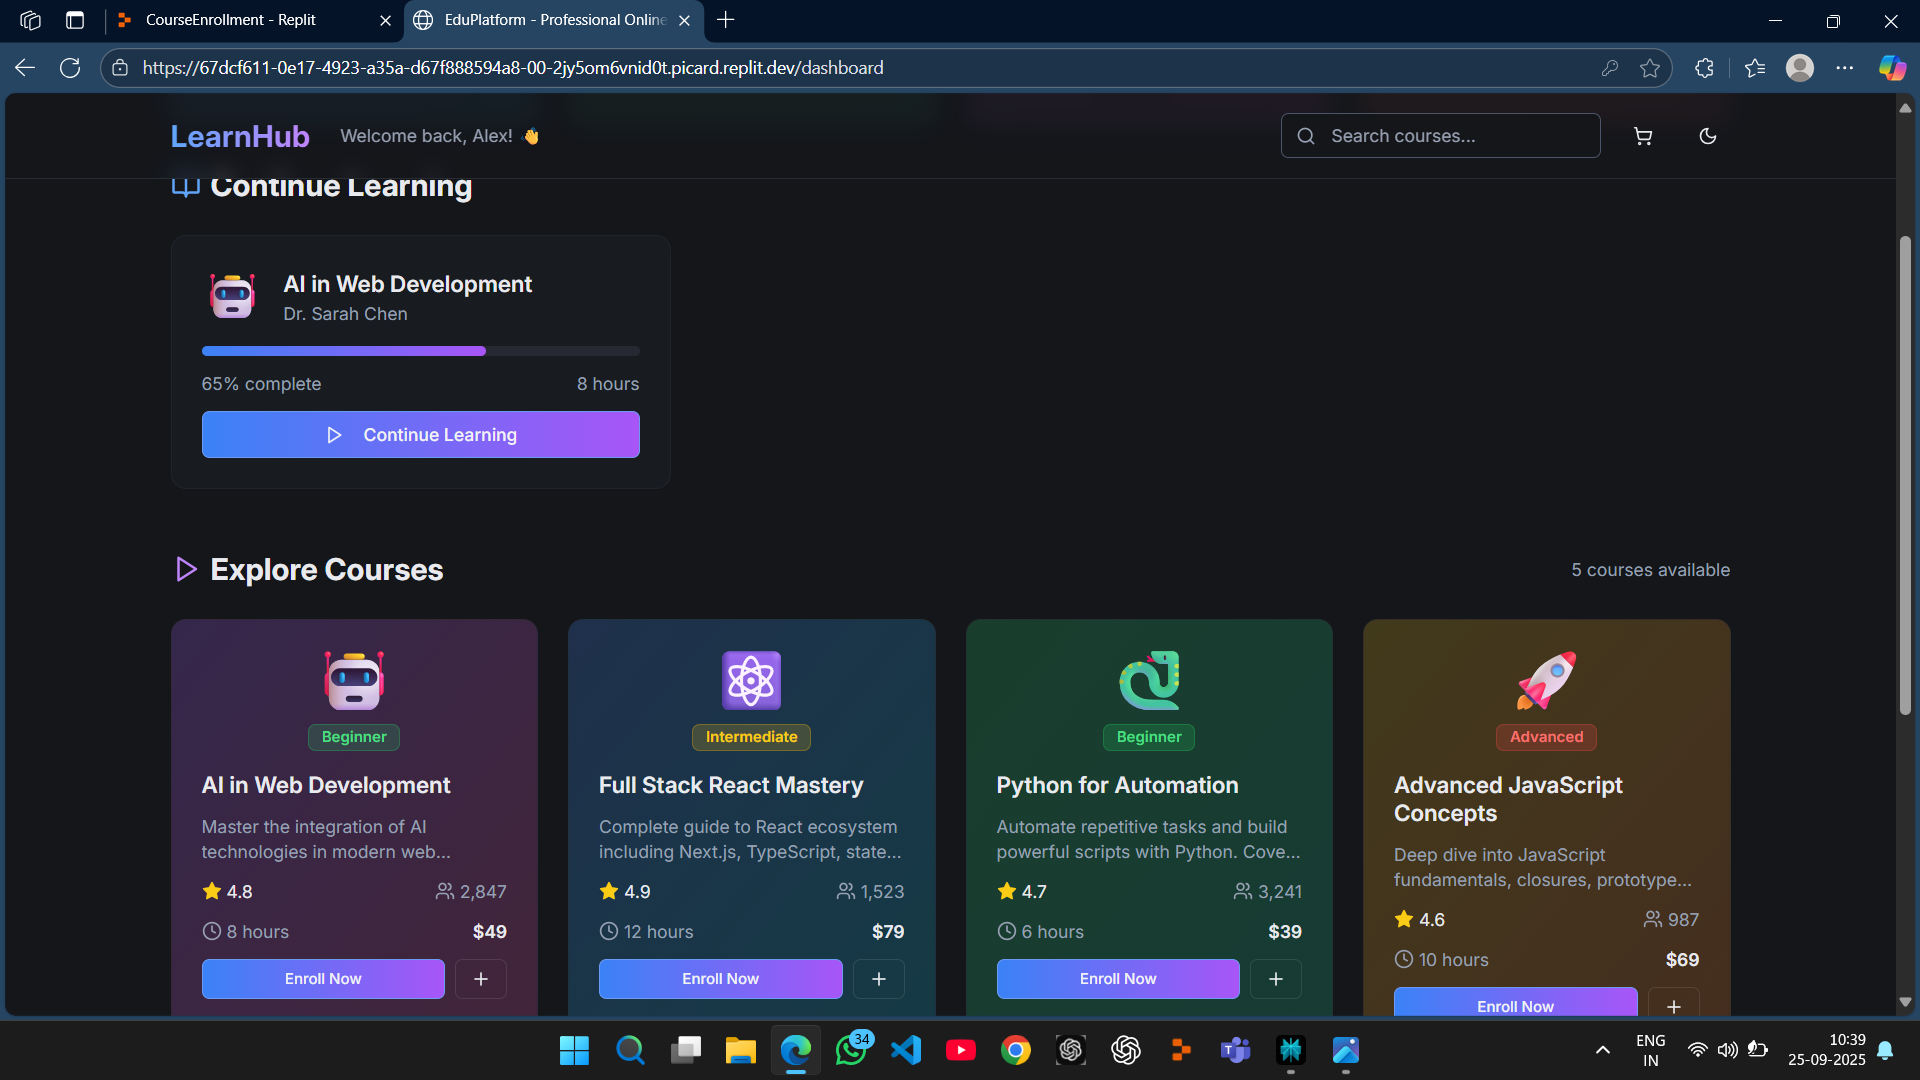 CourseEnrollment - Replit
EduPlatform - Professional Online
https://67dcf611-0e17-4923-a35a-d67f888594a8-00-2jy5om6vnid0t.picard.replit.dev/dashboard
LearnHub
Welcome back, Alex! 👋
Search courses...
Continue Learning
AI in Web Development
Dr. Sarah Chen
65% complete
8 hours
Continue Learning
Explore Courses
5 courses available
Beginner
AI in Web Development
Master the integration of AI
technologies in modern web...
4.8
2,847
8 hours
$49
Enroll Now
+
Intermediate
Full Stack React Mastery
Complete guide to React ecosystem
including Next.js, TypeScript, state...
4.9
1,523
12 hours
$79
Enroll Now
+
Beginner
Python for Automation
Automate repetitive tasks and build
powerful scripts with Python. Cove...
4.7
3,241
6 hours
$39
Enroll Now
+
Advanced
Advanced JavaScript
Concepts
Deep dive into JavaScript
fundamentals, closures, prototype...
4.6
987
10 hours
$69
Enroll Now
+
34
ENG
IN
10:39
25-09-2025